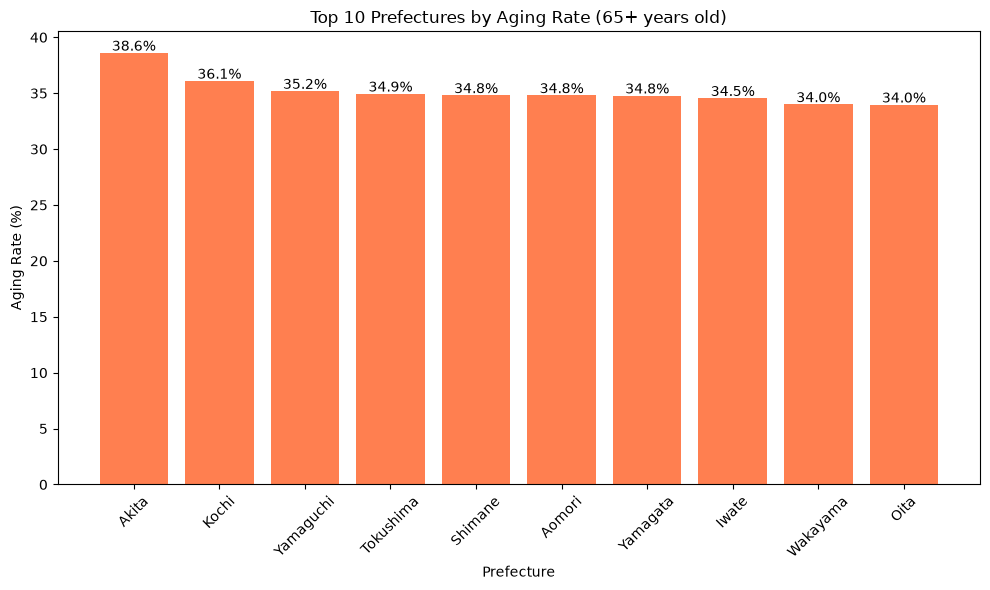 Top 10 Prefectures by Aging Rate (65+ years old)
Aging Rate (%)
40
35
30
25
20
15
10
5
0
38.6%
36.1%
35.2%
34.9%
34.8%
34.8%
34.8%
34.5%
34.0%
34.0%
Akita
Kochi
Yamaguchi
Tokushima
Shimane
Aomori
Yamagata
Iwate
Wakayama
Oita
Prefecture